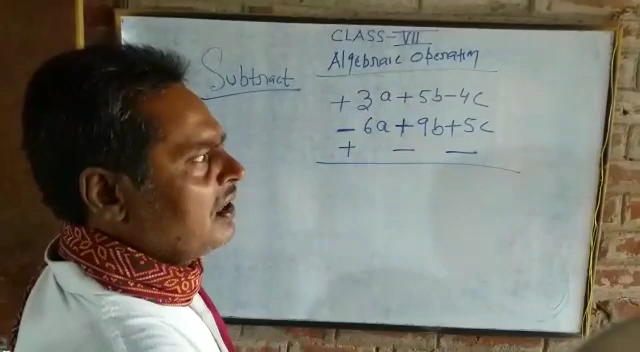 CLASS-VII
Algebraic Operation
Subtract
+3a+5b-4c
-6a+9b+5c
+ - -